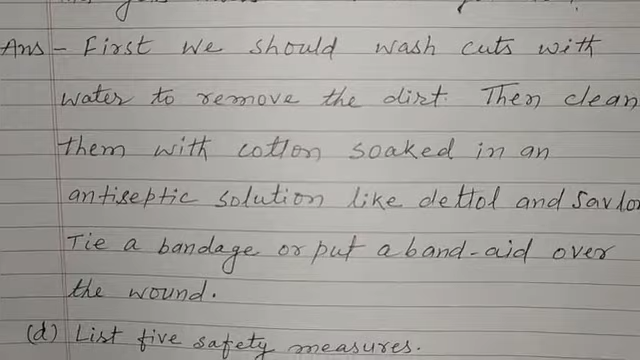 Ans - First we should wash cuts with
water to remove the dirt. Then clean
them with cotton soaked in an
antiseptic solution like dettol and Savlo
Tie a bandage or put a band-aid over
the wound.
(d) List five safety measures.